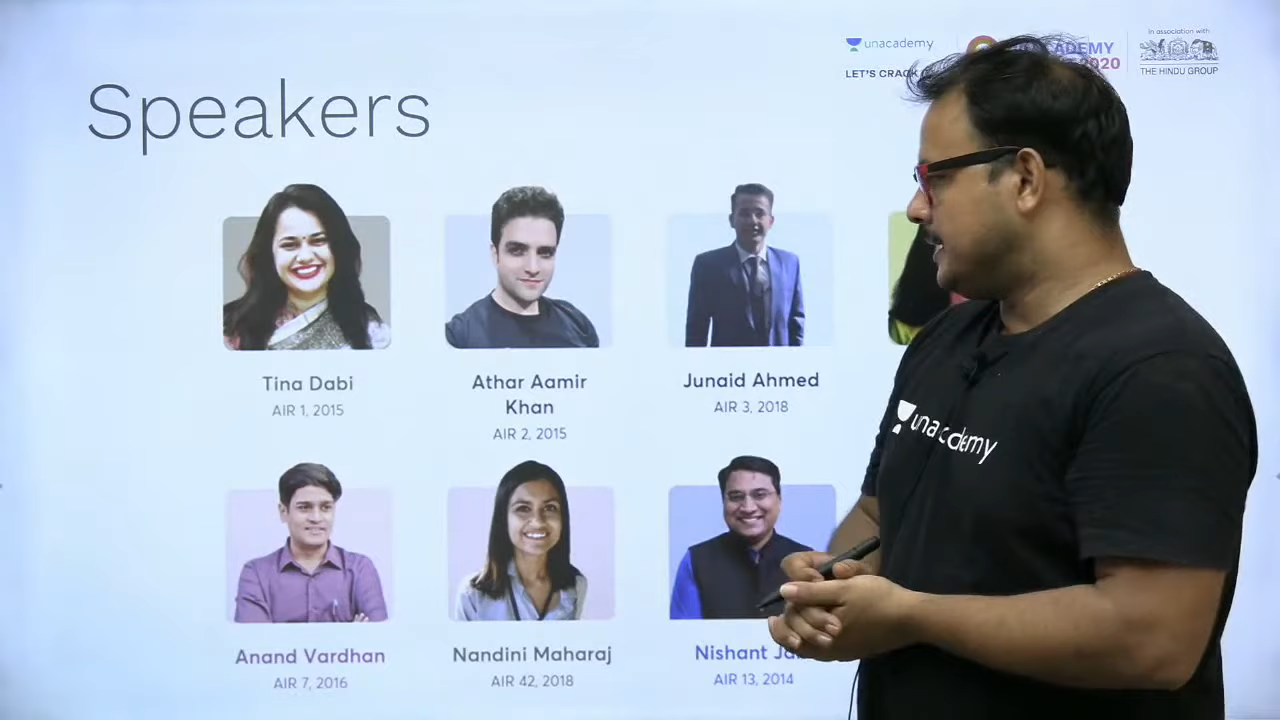 unacademy
LET'S CRACK
ACADEMY
2020
In association with
THE HINDU GROUP
Speakers
Tina Dabi
AIR 1, 2015
Athar Aamir
Khan
AIR 2, 2015
Junaid Ahmed
AIR 3, 2018
unacademy
Anand Vardhan
AIR 7, 2016
Nandini Maharaj
AIR 42, 2018
Nishant
AIR 13, 2014